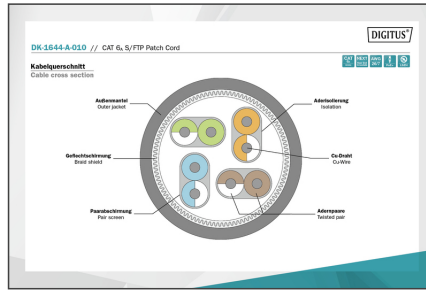 DIGITUS®
DK-1644-A-010 // CAT 6A S/FTP Patch Cord
Kabelquerschnitt
Cable cross section
Außenmantel
Outer jacket
Aderisolierung
Isolation
Geflechtschirmung
Braid shield
Cu-Draht
Cu-Wire
Paarabschirmung
Pair screen
Adernpaare
Twisted pair